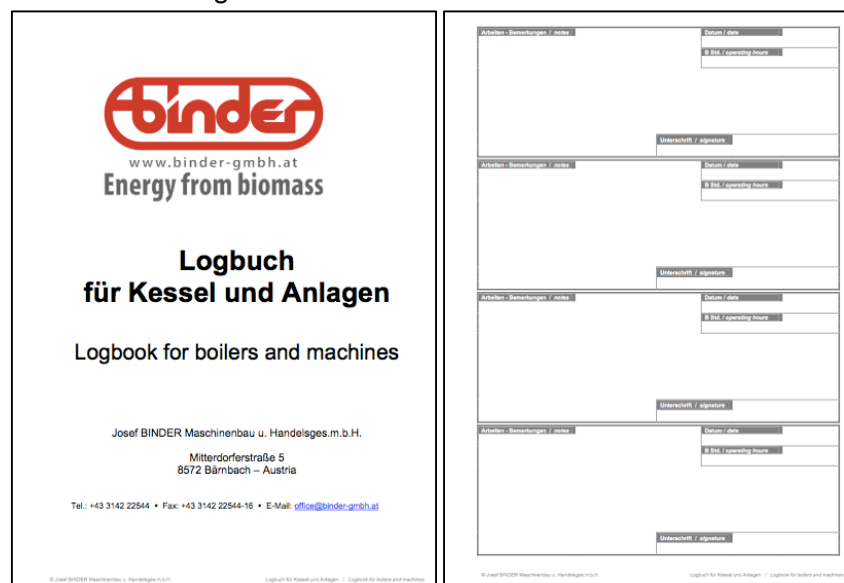 binder
www.binder-gmbh.at
Energy from biomass
Logbuch
für Kessel und Anlagen
Logbook for boilers and machines
Josef BINDER Maschinenbau u. Handelsges.m.b.H.
Mitterdorferstraße 5
8572 Bärnbach – Austria
Tel.: +43 3142 22544 • Fax: +43 3142 22544-16 • E-Mail: office@binder-gmbh.at
© Josef BINDER Maschinenbau u. Handelsges.m.b.H. Logbuch für Kessel und Anlagen / Logbook for boilers and machines
Arbeiten - Bemerkungen / notes
Datum / date
B Std. / operating hours
Unterschrift / signature
Arbeiten - Bemerkungen / notes
Datum / date
B Std. / operating hours
Unterschrift / signature
Arbeiten - Bemerkungen / notes
Datum / date
B Std. / operating hours
Unterschrift / signature
Arbeiten - Bemerkungen / notes
Datum / date
B Std. / operating hours
Unterschrift / signature
© Josef BINDER Maschinenbau u. Handelsges.m.b.H. Logbuch für Kessel und Anlagen / Logbook for boilers and machines